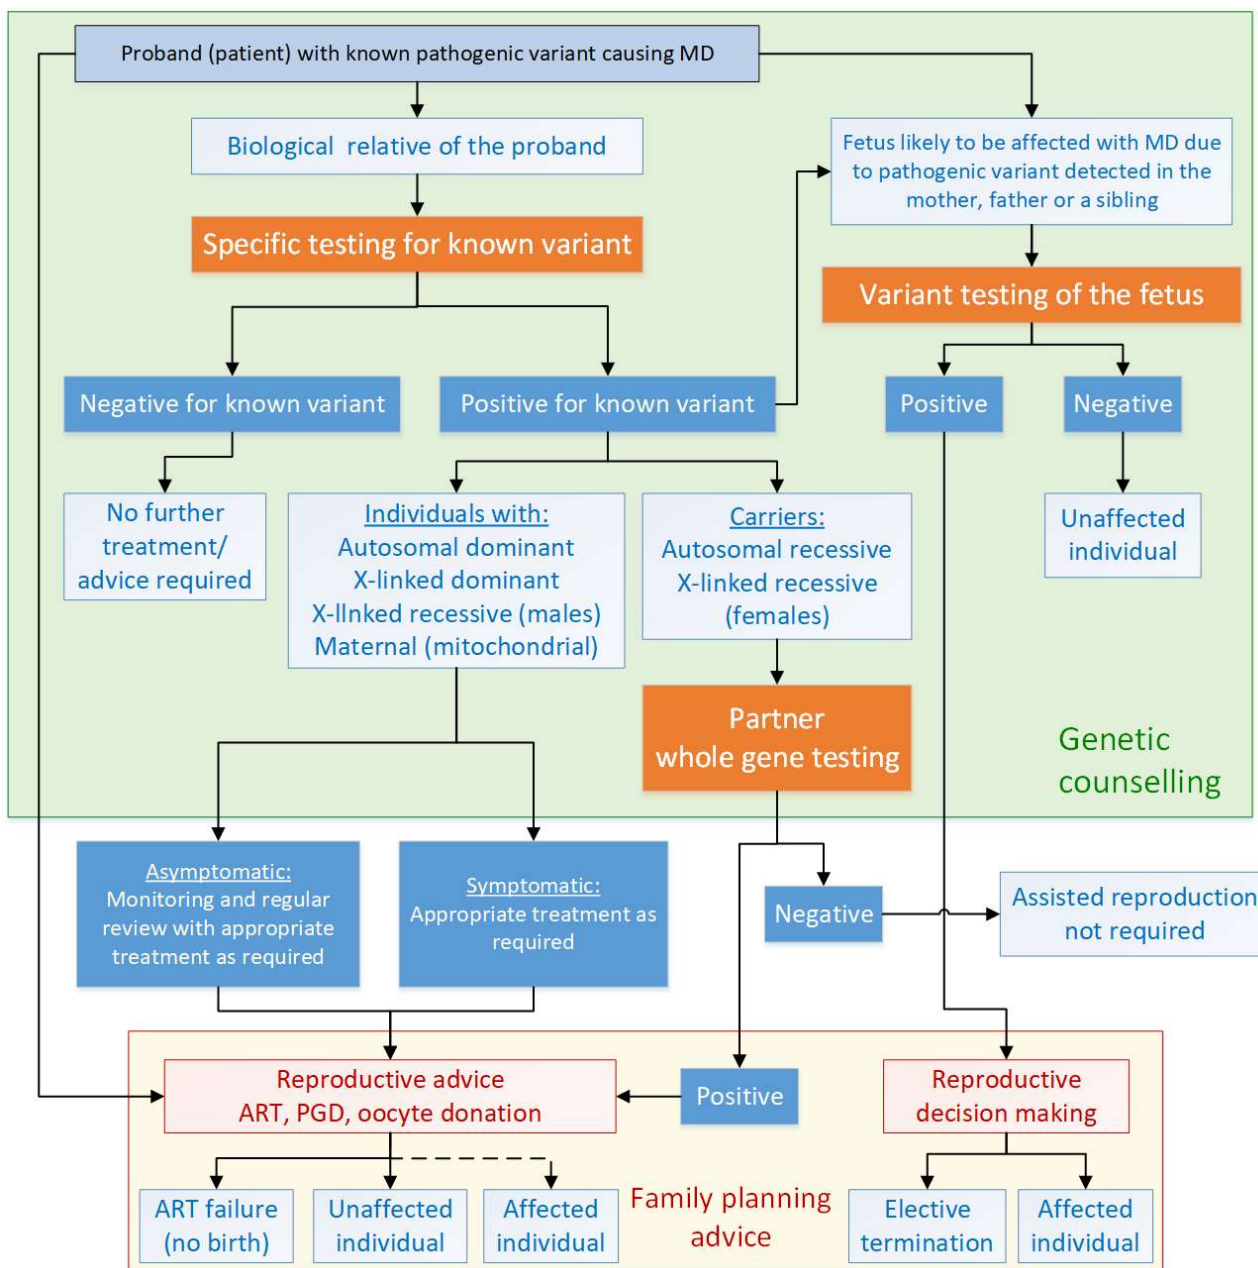 Proband (patient) with known pathogenic variant causing MD
Biological relative of the proband
Fetus likely to be affected with MD due
to pathogenic variant detected in the
mother, father or a sibling
Specific testing for known variant
Variant testing of the fetus
Negative for known variant
Positive for known variant
Positive
Negative
No further
treatment/
advice required
Individuals with:
Autosomal dominant
X-linked dominant
X-lInked recessive (males)
Maternal (mitochondrial)
Carriers:
Autosomal recessive
X-linked recessive
(females)
Unaffected
individual
Partner
whole gene testing
Genetic
counselling
Asymptomatic:
Monitoring and regular
review with appropriate
treatment as required
Symptomatic:
Appropriate treatment as
required
Negative
Assisted reproduction
not required
Reproductive advice
ART, PGD, oocyte donation
Positive
Reproductive
decision making
ART failure
(no birth)
Unaffected
individual
Affected
individual
Family planning
advice
Elective
termination
Affected
individual